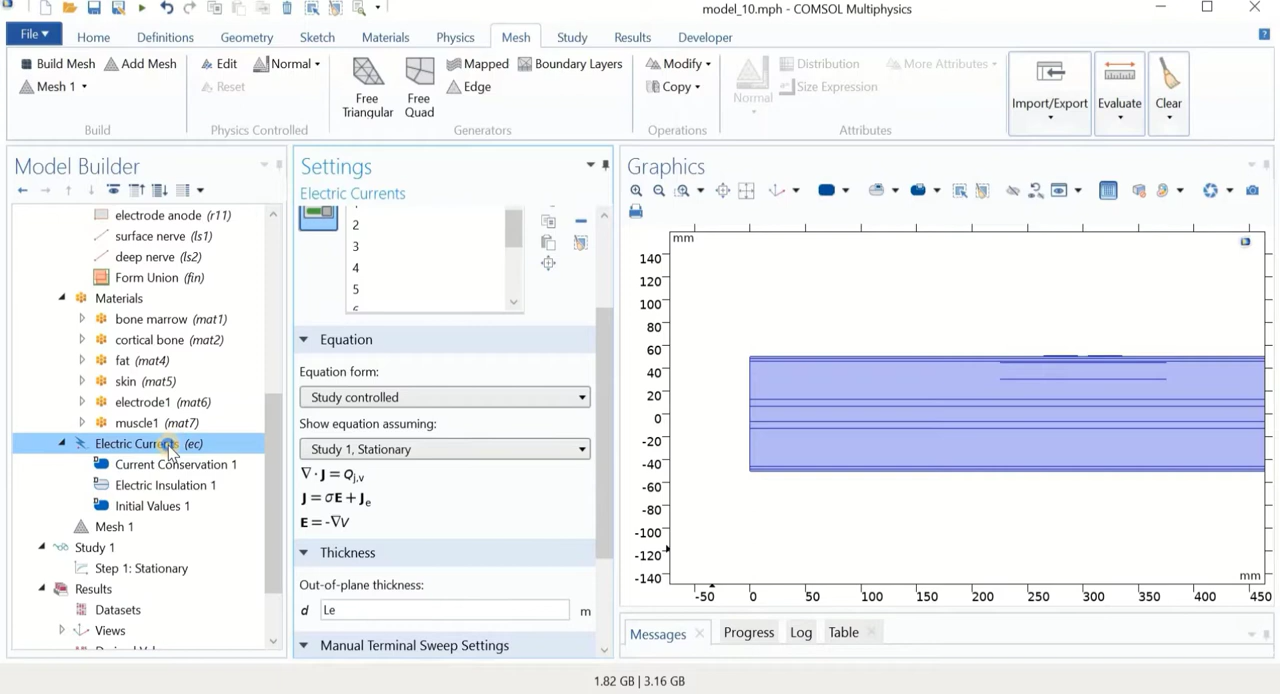 model_10.mph - COMSOL Multiphysics
File▾ Home Definitions Geometry Sketch Materials Physics Mesh Study Results Developer
Build Mesh Add Mesh
Mesh 1
Build
Edit Normal
Reset
Physics Controlled
Free Triangular
Free Quad
Mapped Boundary Layers
Edge
Generators
Modify
Copy
Operations
Normal
Distribution More Attributes
Size Expression
Attributes
Import/Export
Evaluate
Clear
Model Builder
electrode anode (r11)
surface nerve (ls1)
deep nerve (ls2)
Form Union (fin)
Materials
bone marrow (mat1)
cortical bone (mat2)
fat (mat4)
skin (mat5)
electrode1 (mat6)
muscle1 (mat7)
Electric Currents (ec)
Current Conservation 1
Electric Insulation 1
Initial Values 1
Mesh 1
Study 1
Step 1: Stationary
Results
Datasets
Views
Settings
Electric Currents
2
3
4
5
Equation
Equation form:
Study controlled
Show equation assuming:
Study 1, Stationary
∇·J = Qj,v
J = σE + Je
E = -∇V
Thickness
Out-of-plane thickness:
d Le m
Manual Terminal Sweep Settings
Graphics
mm
140
120
100
80
60
40
20
0
-20
-40
-60
-80
-100
-120
-140
mm
-50 0 50 100 150 200 250 300 350 400 450
Messages Progress Log Table
1.82 GB | 3.16 GB